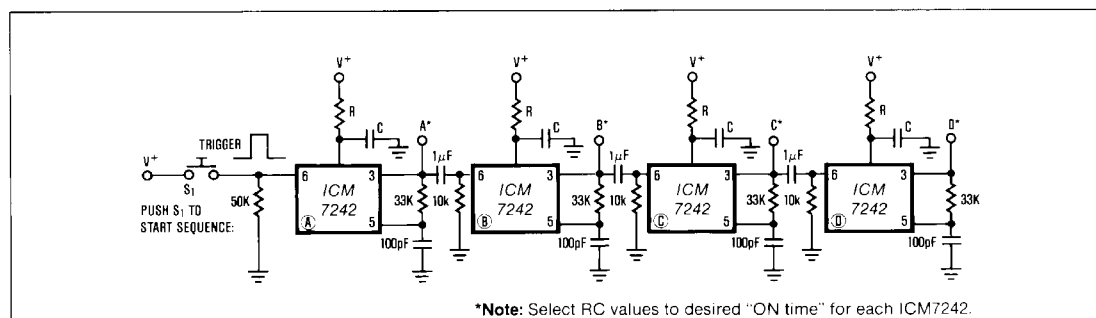 V+ V+ V+ V+
R R R R
A* B* C* D*
C C C C
TRIGGER
1µF 1µF 1µF
V+
S1
6 ICM 7242 3
6 ICM 7242 3
6 ICM 7242 3
6 ICM 7242 3
PUSH S1 TO
START SEQUENCE:
50K
33K 10k 33K 10k 33K 10k 33K
A 5 B 5 C 5 D 5
100pF 100pF 100pF 100pF
*Note: Select RC values to desired "ON time" for each ICM7242.